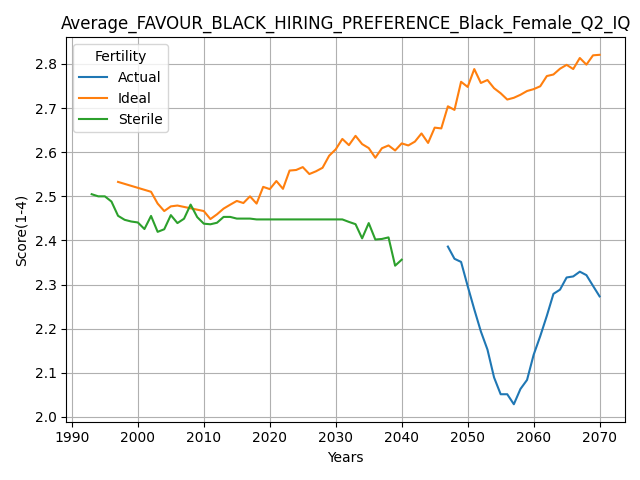 Average_FAVOUR_BLACK_HIRING_PREFERENCE_Black_Female_Q2_IQ
Fertility
Actual
Ideal
Sterile
Score(1-4)
2.8
2.7
2.6
2.5
2.4
2.3
2.2
2.1
2.0
1990 2000 2010 2020 2030 2040 2050 2060 2070
Years